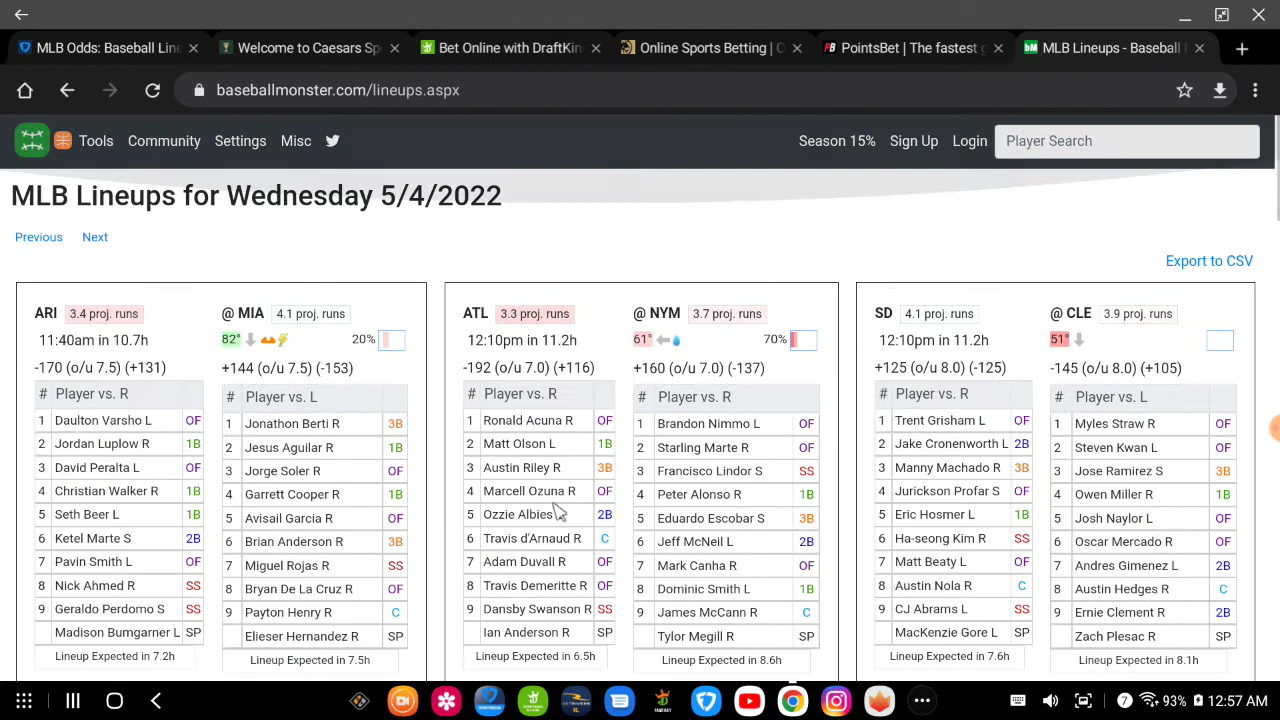 MLB Odds: Baseball Line
Welcome to Caesars Sp
Bet Online with DraftKin
Online Sports Betting | O
PointsBet | The fastest g
MLB Lineups - Baseball
baseballmonster.com/lineups.aspx
Tools Community Settings Misc Season 15% Sign Up Login Player Search
MLB Lineups for Wednesday 5/4/2022
Previous Next
Export to CSV
ARI 3.4 proj. runs
11:40am in 10.7h
-170 (o/u 7.5) (+131)
# Player vs. R
1 Daulton Varsho L OF
2 Jordan Luplow R 1B
3 David Peralta L OF
4 Christian Walker R 1B
5 Seth Beer L 1B
6 Ketel Marte S 2B
7 Pavin Smith L OF
8 Nick Ahmed R SS
9 Geraldo Perdomo S SS
Madison Bumgarner L SP
Lineup Expected in 7.2h
@ MIA 4.1 proj. runs
82° 20%
+144 (o/u 7.5) (-153)
# Player vs. L
1 Jonathon Berti R 3B
2 Jesus Aguilar R 1B
3 Jorge Soler R OF
4 Garrett Cooper R 1B
5 Avisail Garcia R OF
6 Brian Anderson R 3B
7 Miguel Rojas R SS
8 Bryan De La Cruz R OF
9 Payton Henry R C
Elieser Hernandez R SP
Lineup Expected in 7.5h
ATL 3.3 proj. runs
12:10pm in 11.2h
-192 (o/u 7.0) (+116)
# Player vs. R
1 Ronald Acuna R OF
2 Matt Olson L 1B
3 Austin Riley R 3B
4 Marcell Ozuna R OF
5 Ozzie Albies 2B
6 Travis d'Arnaud R C
7 Adam Duvall R OF
8 Travis Demeritte R OF
9 Dansby Swanson R SS
Ian Anderson R SP
Lineup Expected in 6.5h
@ NYM 3.7 proj. runs
61° 70%
+160 (o/u 7.0) (-137)
# Player vs. R
1 Brandon Nimmo L OF
2 Starling Marte R OF
3 Francisco Lindor S SS
4 Peter Alonso R 1B
5 Eduardo Escobar S 3B
6 Jeff McNeil L 2B
7 Mark Canha R OF
8 Dominic Smith L 1B
9 James McCann R C
Tylor Megill R SP
Lineup Expected in 8.6h
SD 4.1 proj. runs
12:10pm in 11.2h
+125 (o/u 8.0) (-125)
# Player vs. R
1 Trent Grisham L OF
2 Jake Cronenworth L 2B
3 Manny Machado R 3B
4 Jurickson Profar S OF
5 Eric Hosmer L 1B
6 Ha-seong Kim R SS
7 Matt Beaty L OF
8 Austin Nola R C
9 CJ Abrams L SS
MacKenzie Gore L SP
Lineup Expected in 7.6h
@ CLE 3.9 proj. runs
51°
-145 (o/u 8.0) (+105)
# Player vs. L
1 Myles Straw R OF
2 Steven Kwan L OF
3 Jose Ramirez S 3B
4 Owen Miller R 1B
5 Josh Naylor L OF
6 Oscar Mercado R OF
7 Andres Gimenez L 2B
8 Austin Hedges R C
9 Ernie Clement R 2B
Zach Plesac R SP
Lineup Expected in 8.1h
7 93% 12:57 AM